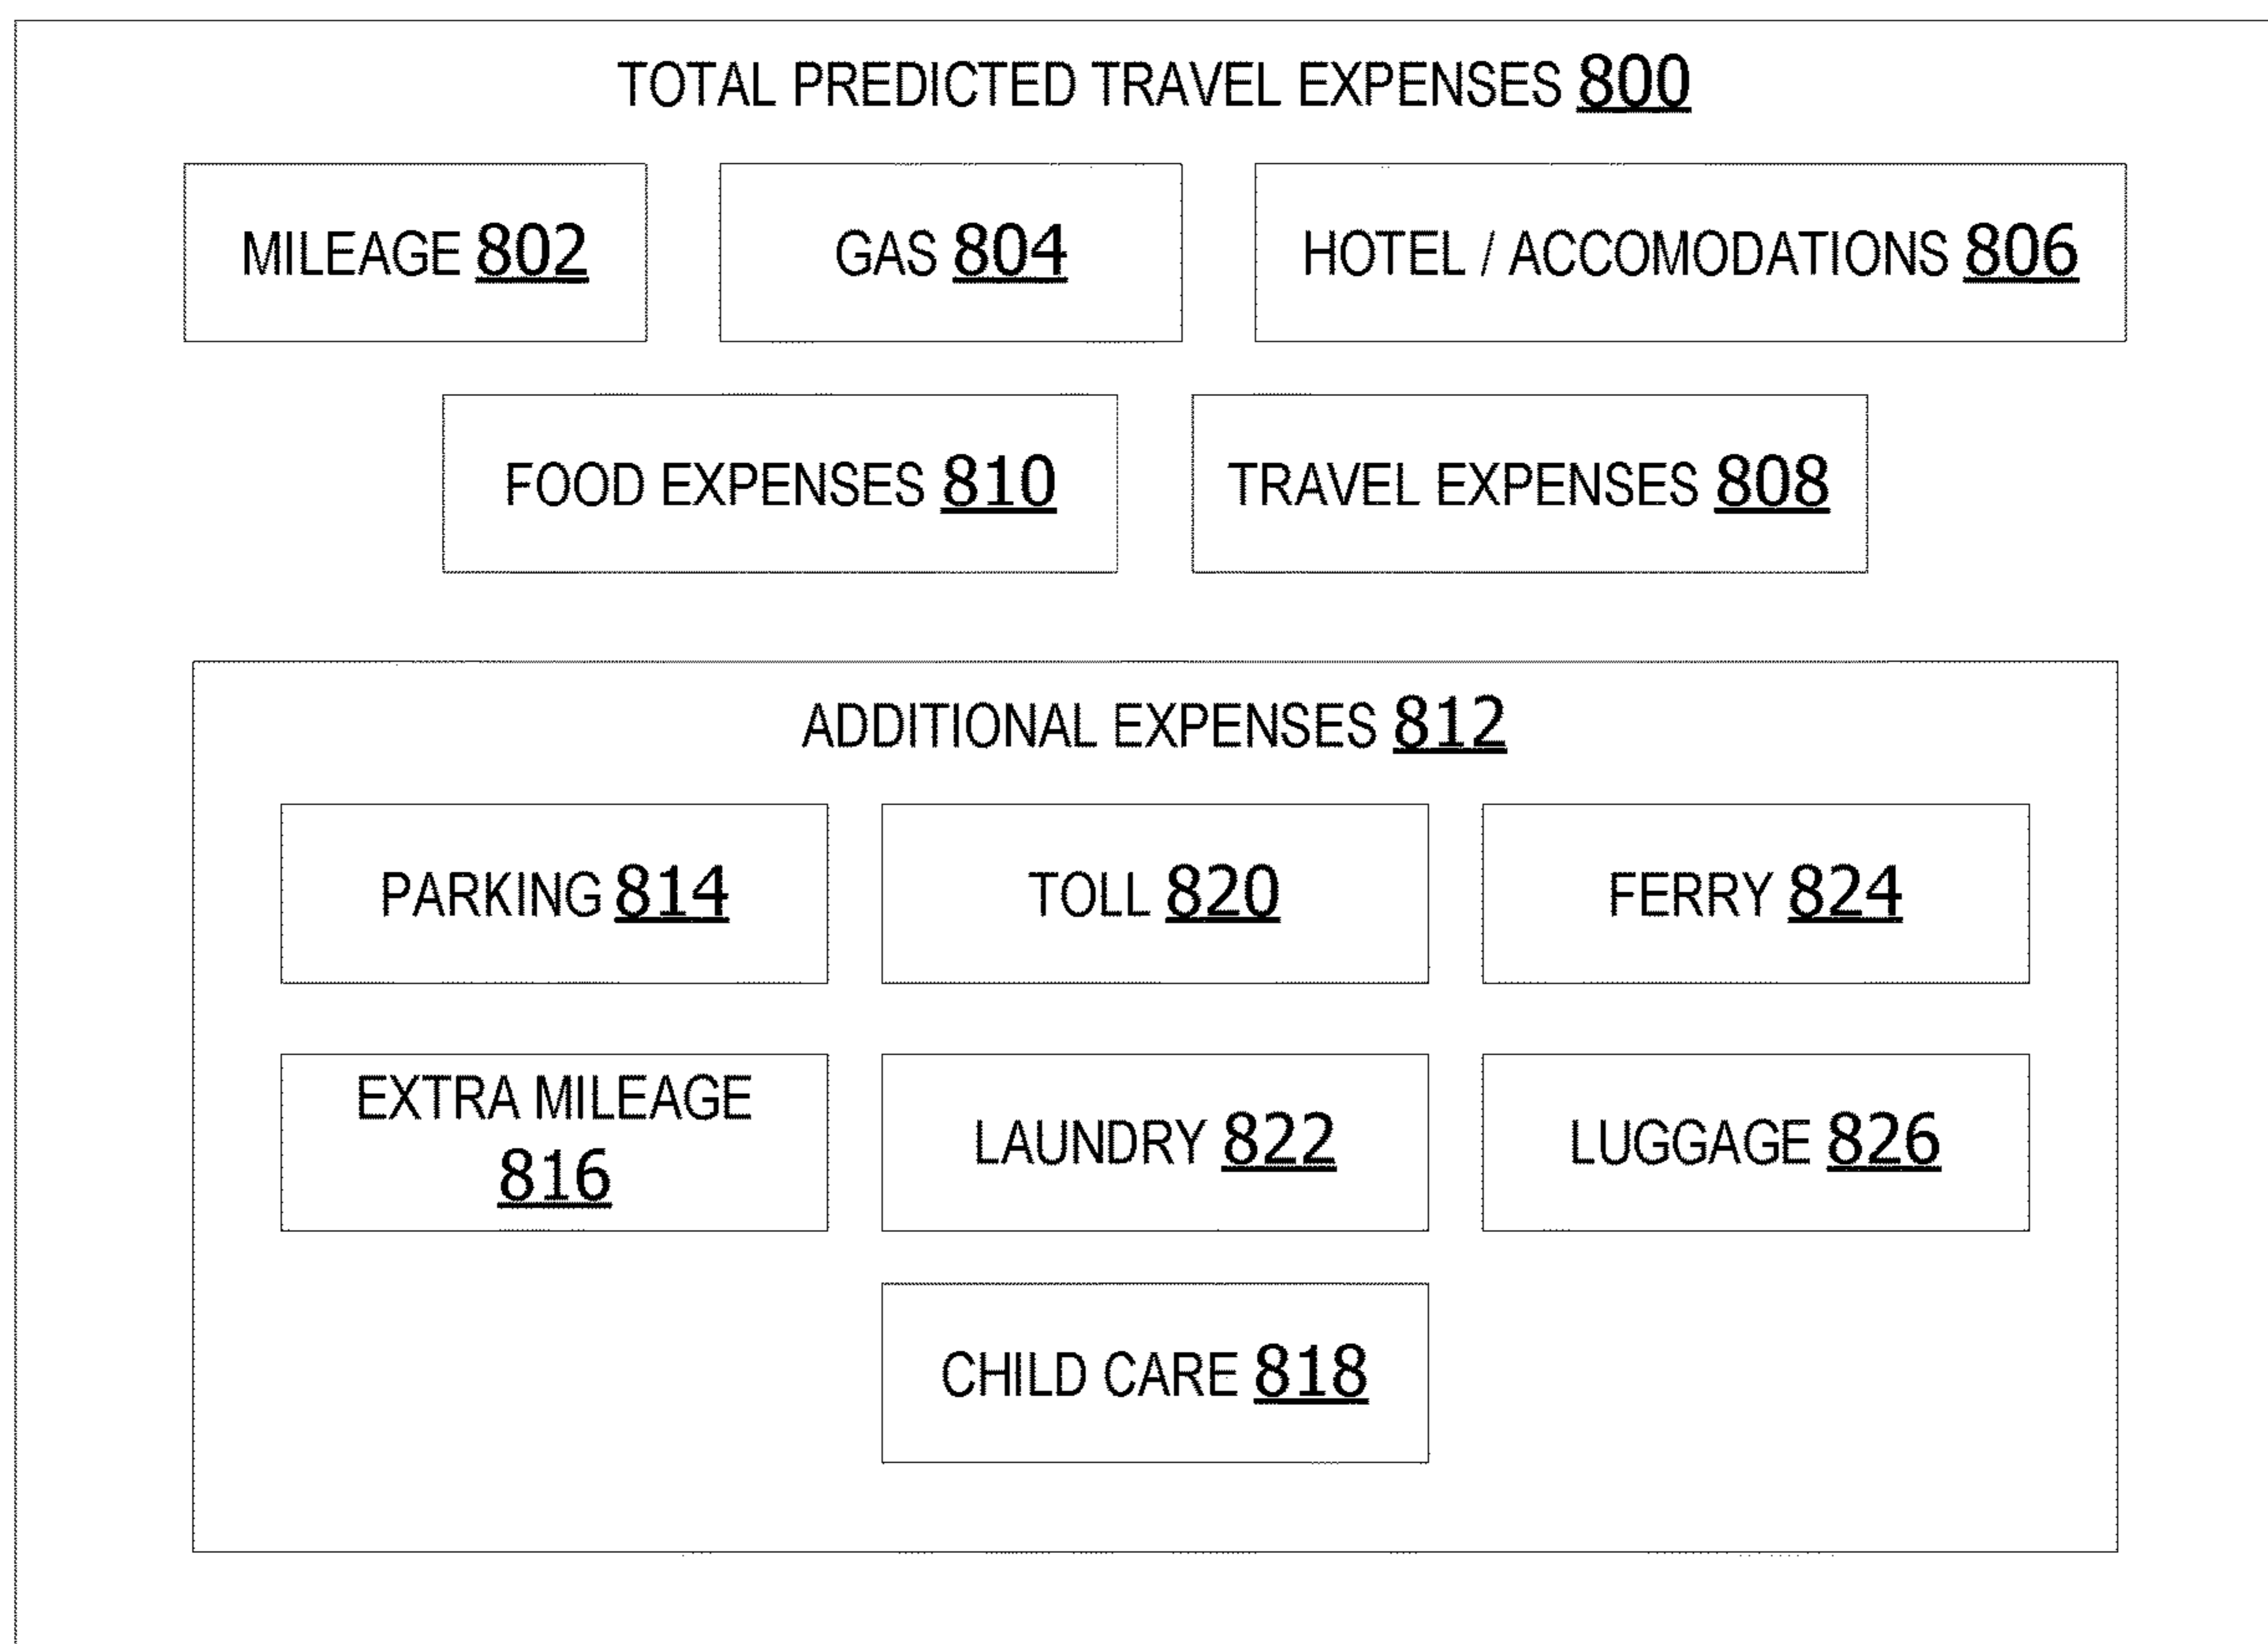 TOTAL PREDICTED TRAVEL EXPENSES 800
MILEAGE 802
GAS 804
HOTEL / ACCOMODATIONS 806
FOOD EXPENSES 810
TRAVEL EXPENSES 808
ADDITIONAL EXPENSES 812
PARKING 814
TOLL 820
FERRY 824
EXTRA MILEAGE
816
LAUNDRY 822
LUGGAGE 826
CHILD CARE 818